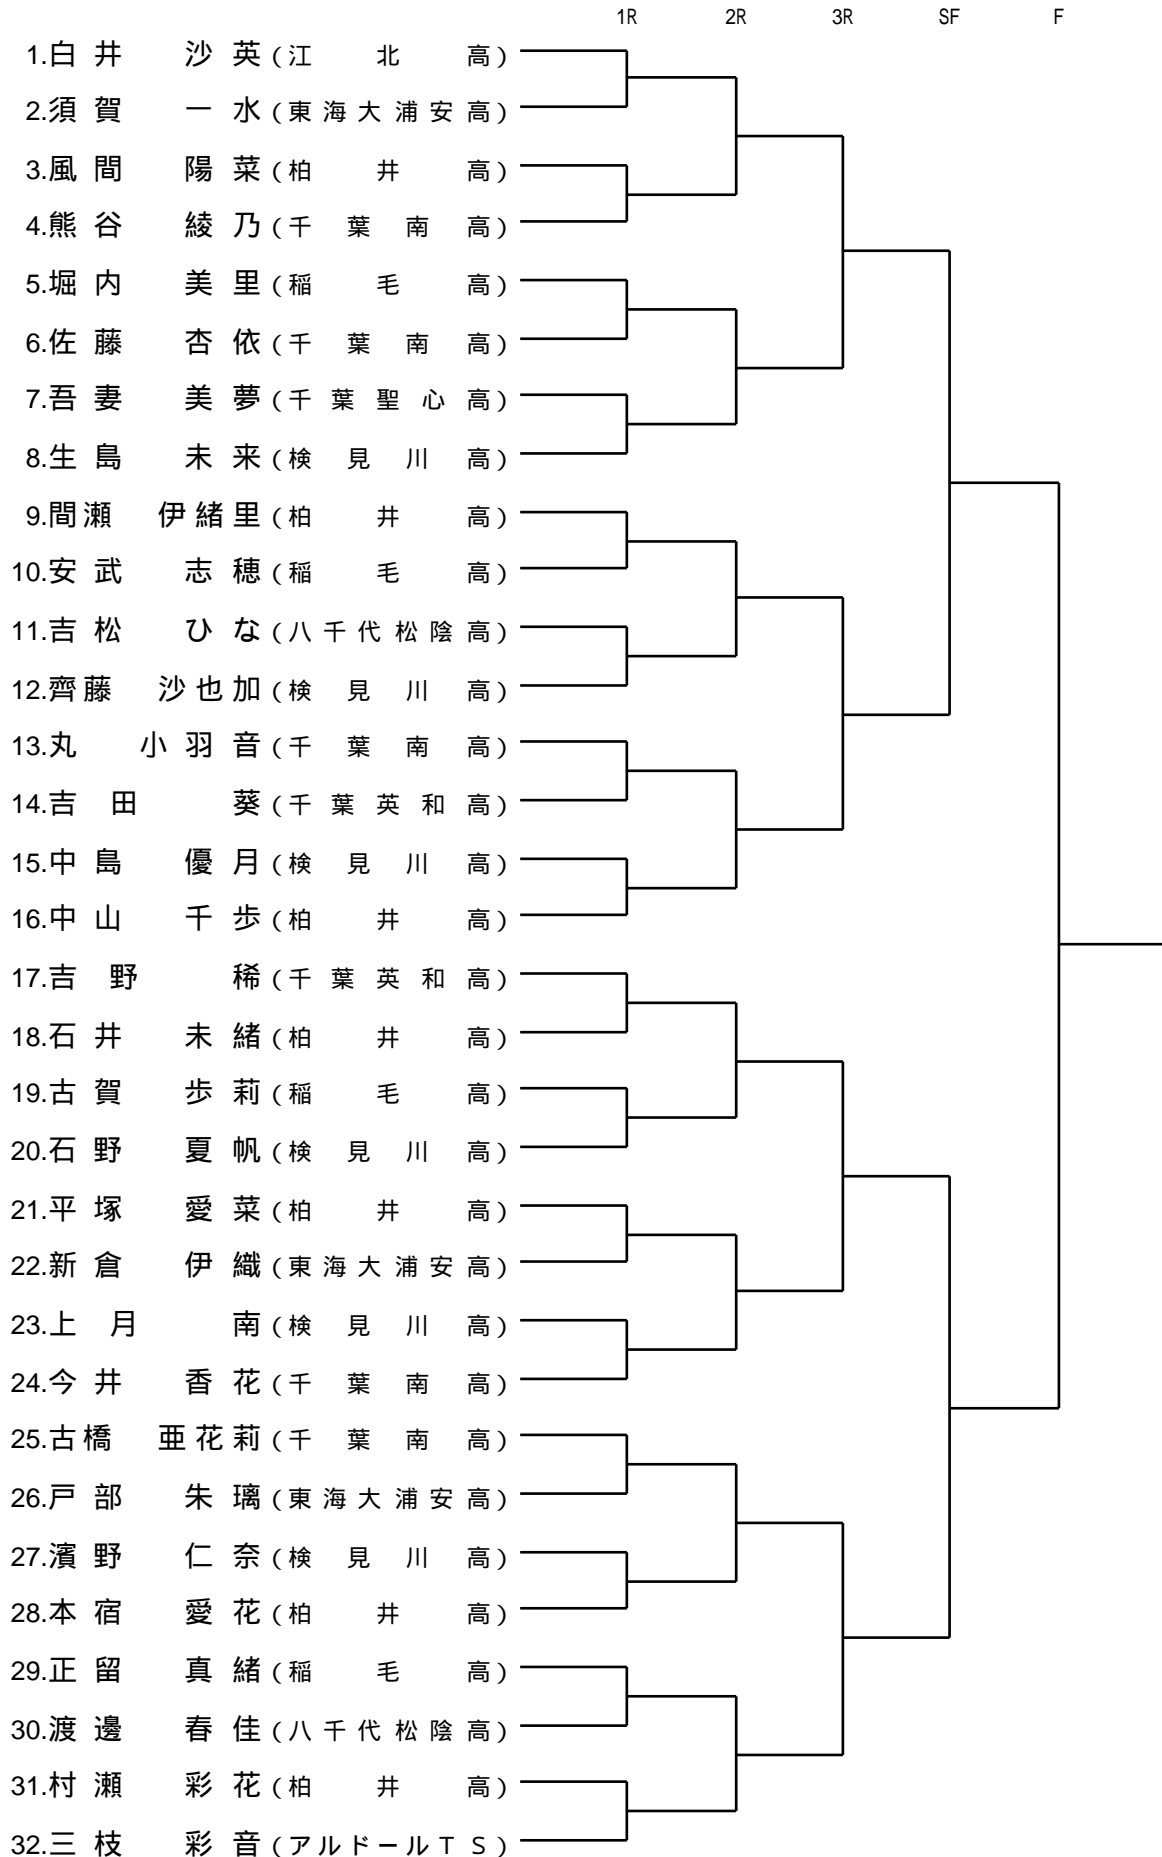 1R 2R 3R SF F
1.白井 沙英(江北高)
2.須賀 一水(東海大浦安高)
3.風間 陽菜(柏井高)
4.熊谷 綾乃(千葉南高)
5.堀内 美里(稲毛高)
6.佐藤 杏依(千葉南高)
7.吾妻 美夢(千葉聖心高)
8.生島 未来(検見川高)
9.間瀬 伊緒里(柏井高)
10.安武 志穂(稲毛高)
11.吉松 ひな(八千代松陰高)
12.齊藤 沙也加(検見川高)
13.丸 小羽音(千葉南高)
14.吉田 葵(千葉英和高)
15.中島 優月(検見川高)
16.中山 千歩(柏井高)
17.吉野 稀(千葉英和高)
18.石井 未緒(柏井高)
19.古賀 歩莉(稲毛高)
20.石野 夏帆(検見川高)
21.平塚 愛菜(柏井高)
22.新倉 伊織(東海大浦安高)
23.上月 南(検見川高)
24.今井 香花(千葉南高)
25.古橋 亜花莉(千葉南高)
26.戸部 朱璃(東海大浦安高)
27.濱野 仁奈(検見川高)
28.本宿 愛花(柏井高)
29.正留 真緒(稲毛高)
30.渡邊 春佳(八千代松陰高)
31.村瀬 彩花(柏井高)
32.三枝 彩音(アルドールTS)